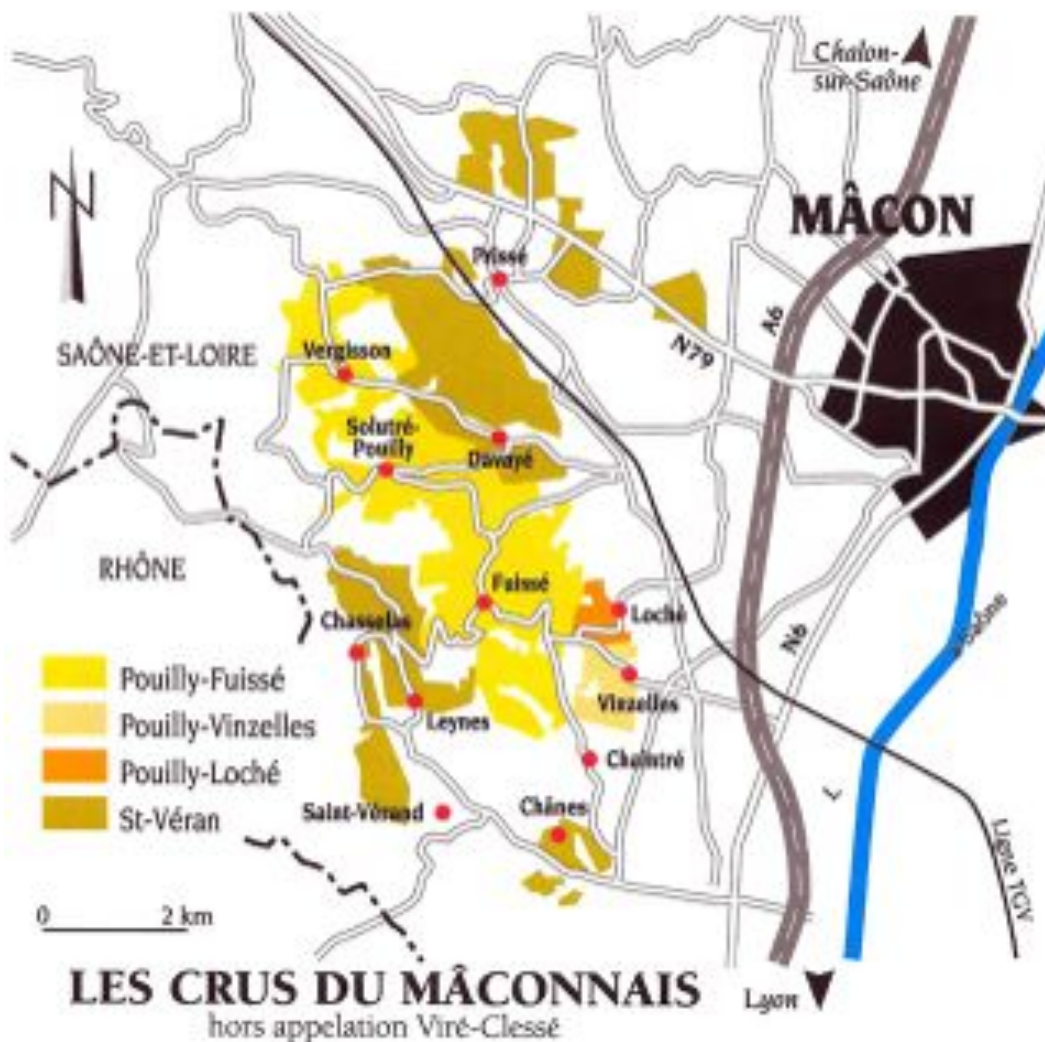 Chalon-
sur-Saône
MÂCON
N
Prissé
A6
N79
SAÔNE-ET-LOIRE
Vergisson
Solutré-
Pouilly
Davayé
RHÔNE
Fuissé
Loché
Chasselas
N6
Saône
Pouilly-Fuissé
Pouilly-Vinzelles
Pouilly-Loché
St-Véran
Vinzelles
Leynes
Chaintré
Saint-Vérand
Chânes
L
Ligne TGV
0 2 km
LES CRUS DU MÂCONNAIS
hors appelation Viré-Clessé
Lyon